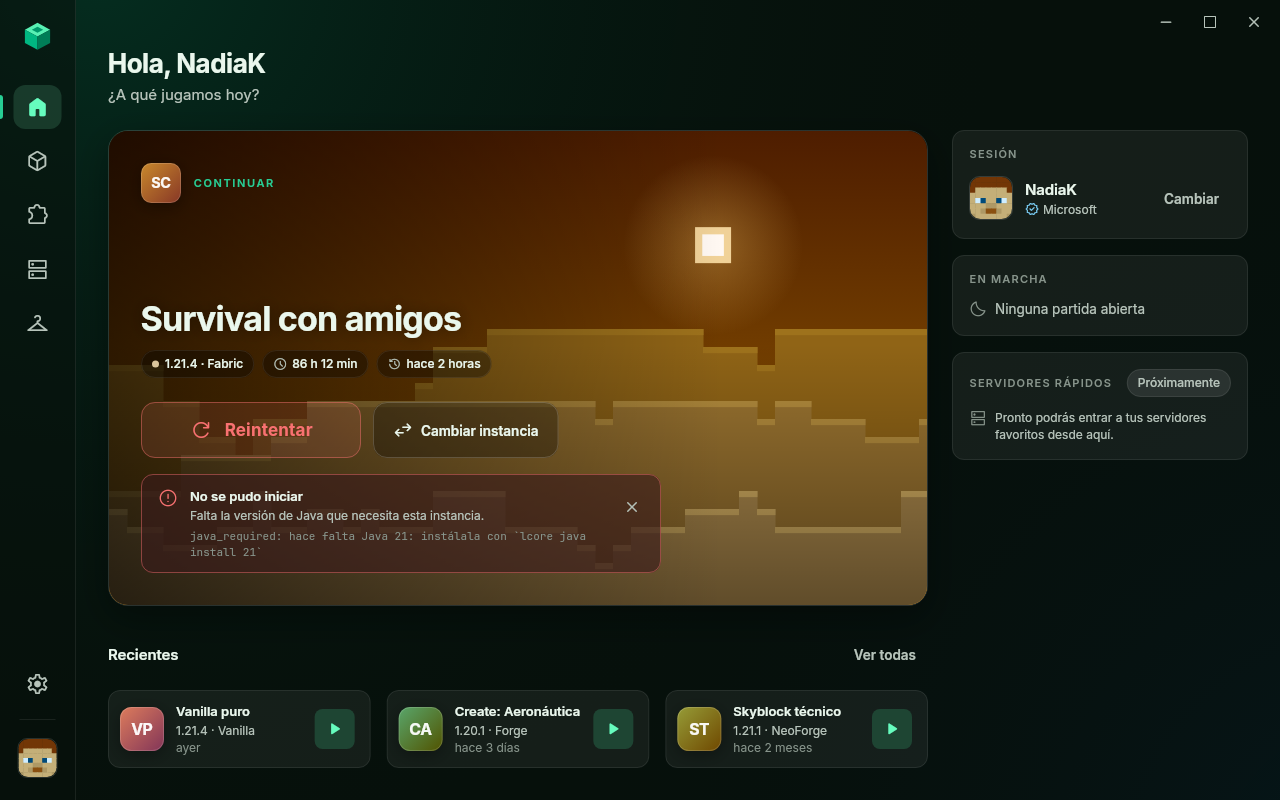 Hola, NadiaK
¿A qué jugamos hoy?
SC
CONTINUAR
Survival con amigos
1.21.4 · Fabric
86 h 12 min
hace 2 horas
Reintentar
Cambiar instancia
No se pudo iniciar
Falta la versión de Java que necesita esta instancia.
java_required: hace falta Java 21: instálala con `lcore java
install 21`
SESIÓN
NadiaK
Microsoft
Cambiar
EN MARCHA
Ninguna partida abierta
SERVIDORES RÁPIDOS
Próximamente
Pronto podrás entrar a tus servidores
favoritos desde aquí.
Recientes
Ver todas
VP
Vanilla puro
1.21.4 · Vanilla
ayer
CA
Create: Aeronáutica
1.20.1 · Forge
hace 3 días
ST
Skyblock técnico
1.21.1 · NeoForge
hace 2 meses